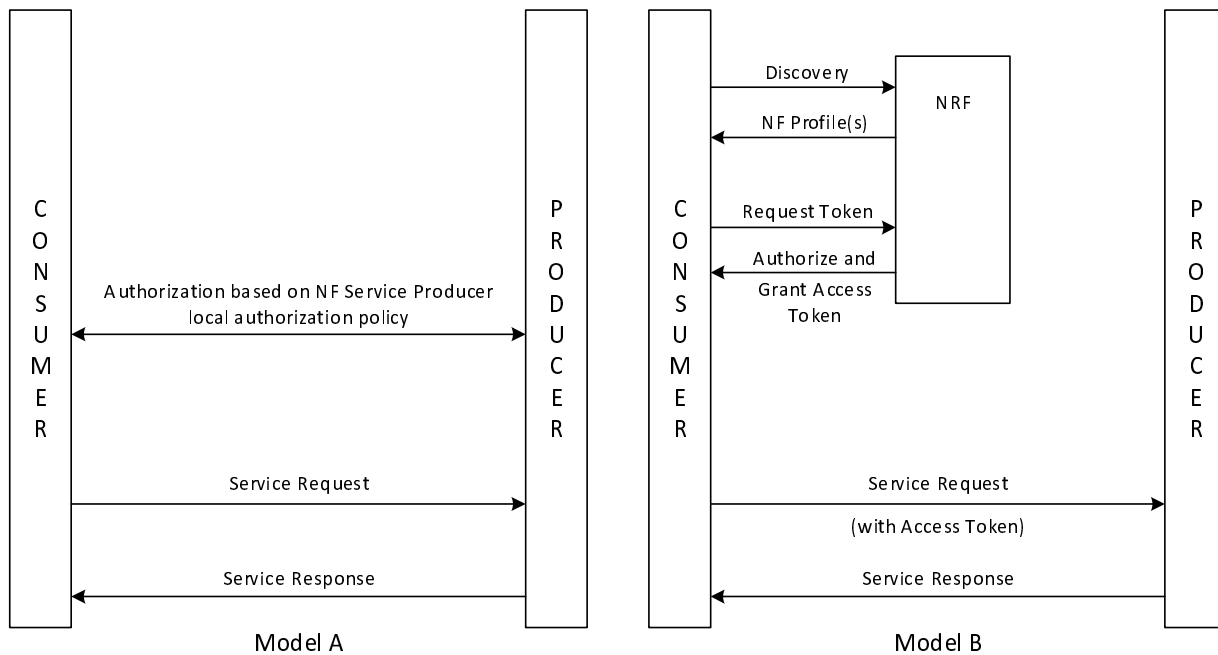 CONSUMER
Authorization based on NF Service Producer
local authorization policy
Service Request
Service Response
PRODUCER
Model A
CONSUMER
Discovery
NF Profile(s)
Request Token
Authorize and
Grant Access
Token
NRF
Service Request
(with Access Token)
Service Response
PRODUCER
Model B